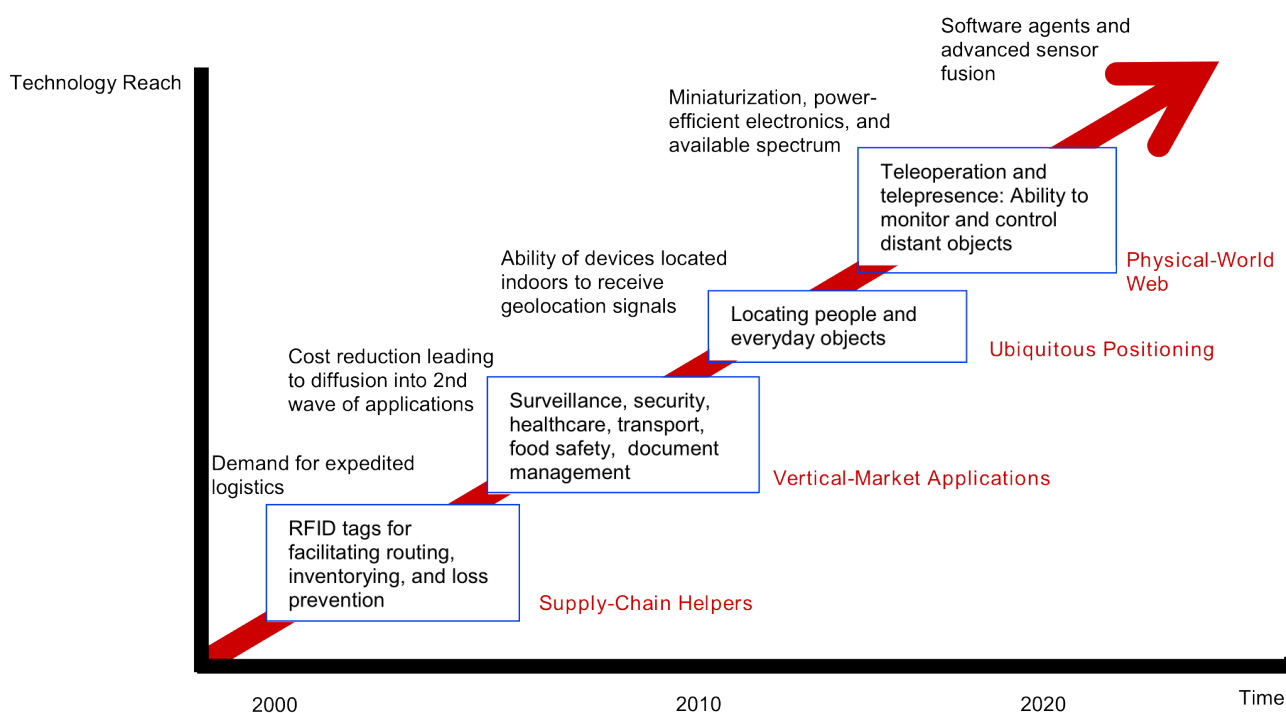 Software agents and
advanced sensor
fusion
Technology Reach
Miniaturization, power-
efficient electronics, and
available spectrum
Teleoperation and
telepresence: Ability to
monitor and control
distant objects
Physical-World
Web
Ability of devices located
indoors to receive
geolocation signals
Locating people and
everyday objects
Ubiquitous Positioning
Cost reduction leading
to diffusion into 2nd
wave of applications
Surveillance, security,
healthcare, transport,
food safety,  document
management
Vertical-Market Applications
Demand for expedited
logistics
RFID tags for
facilitating routing,
inventorying, and loss
prevention
Supply-Chain Helpers
2000
2010
2020
Time